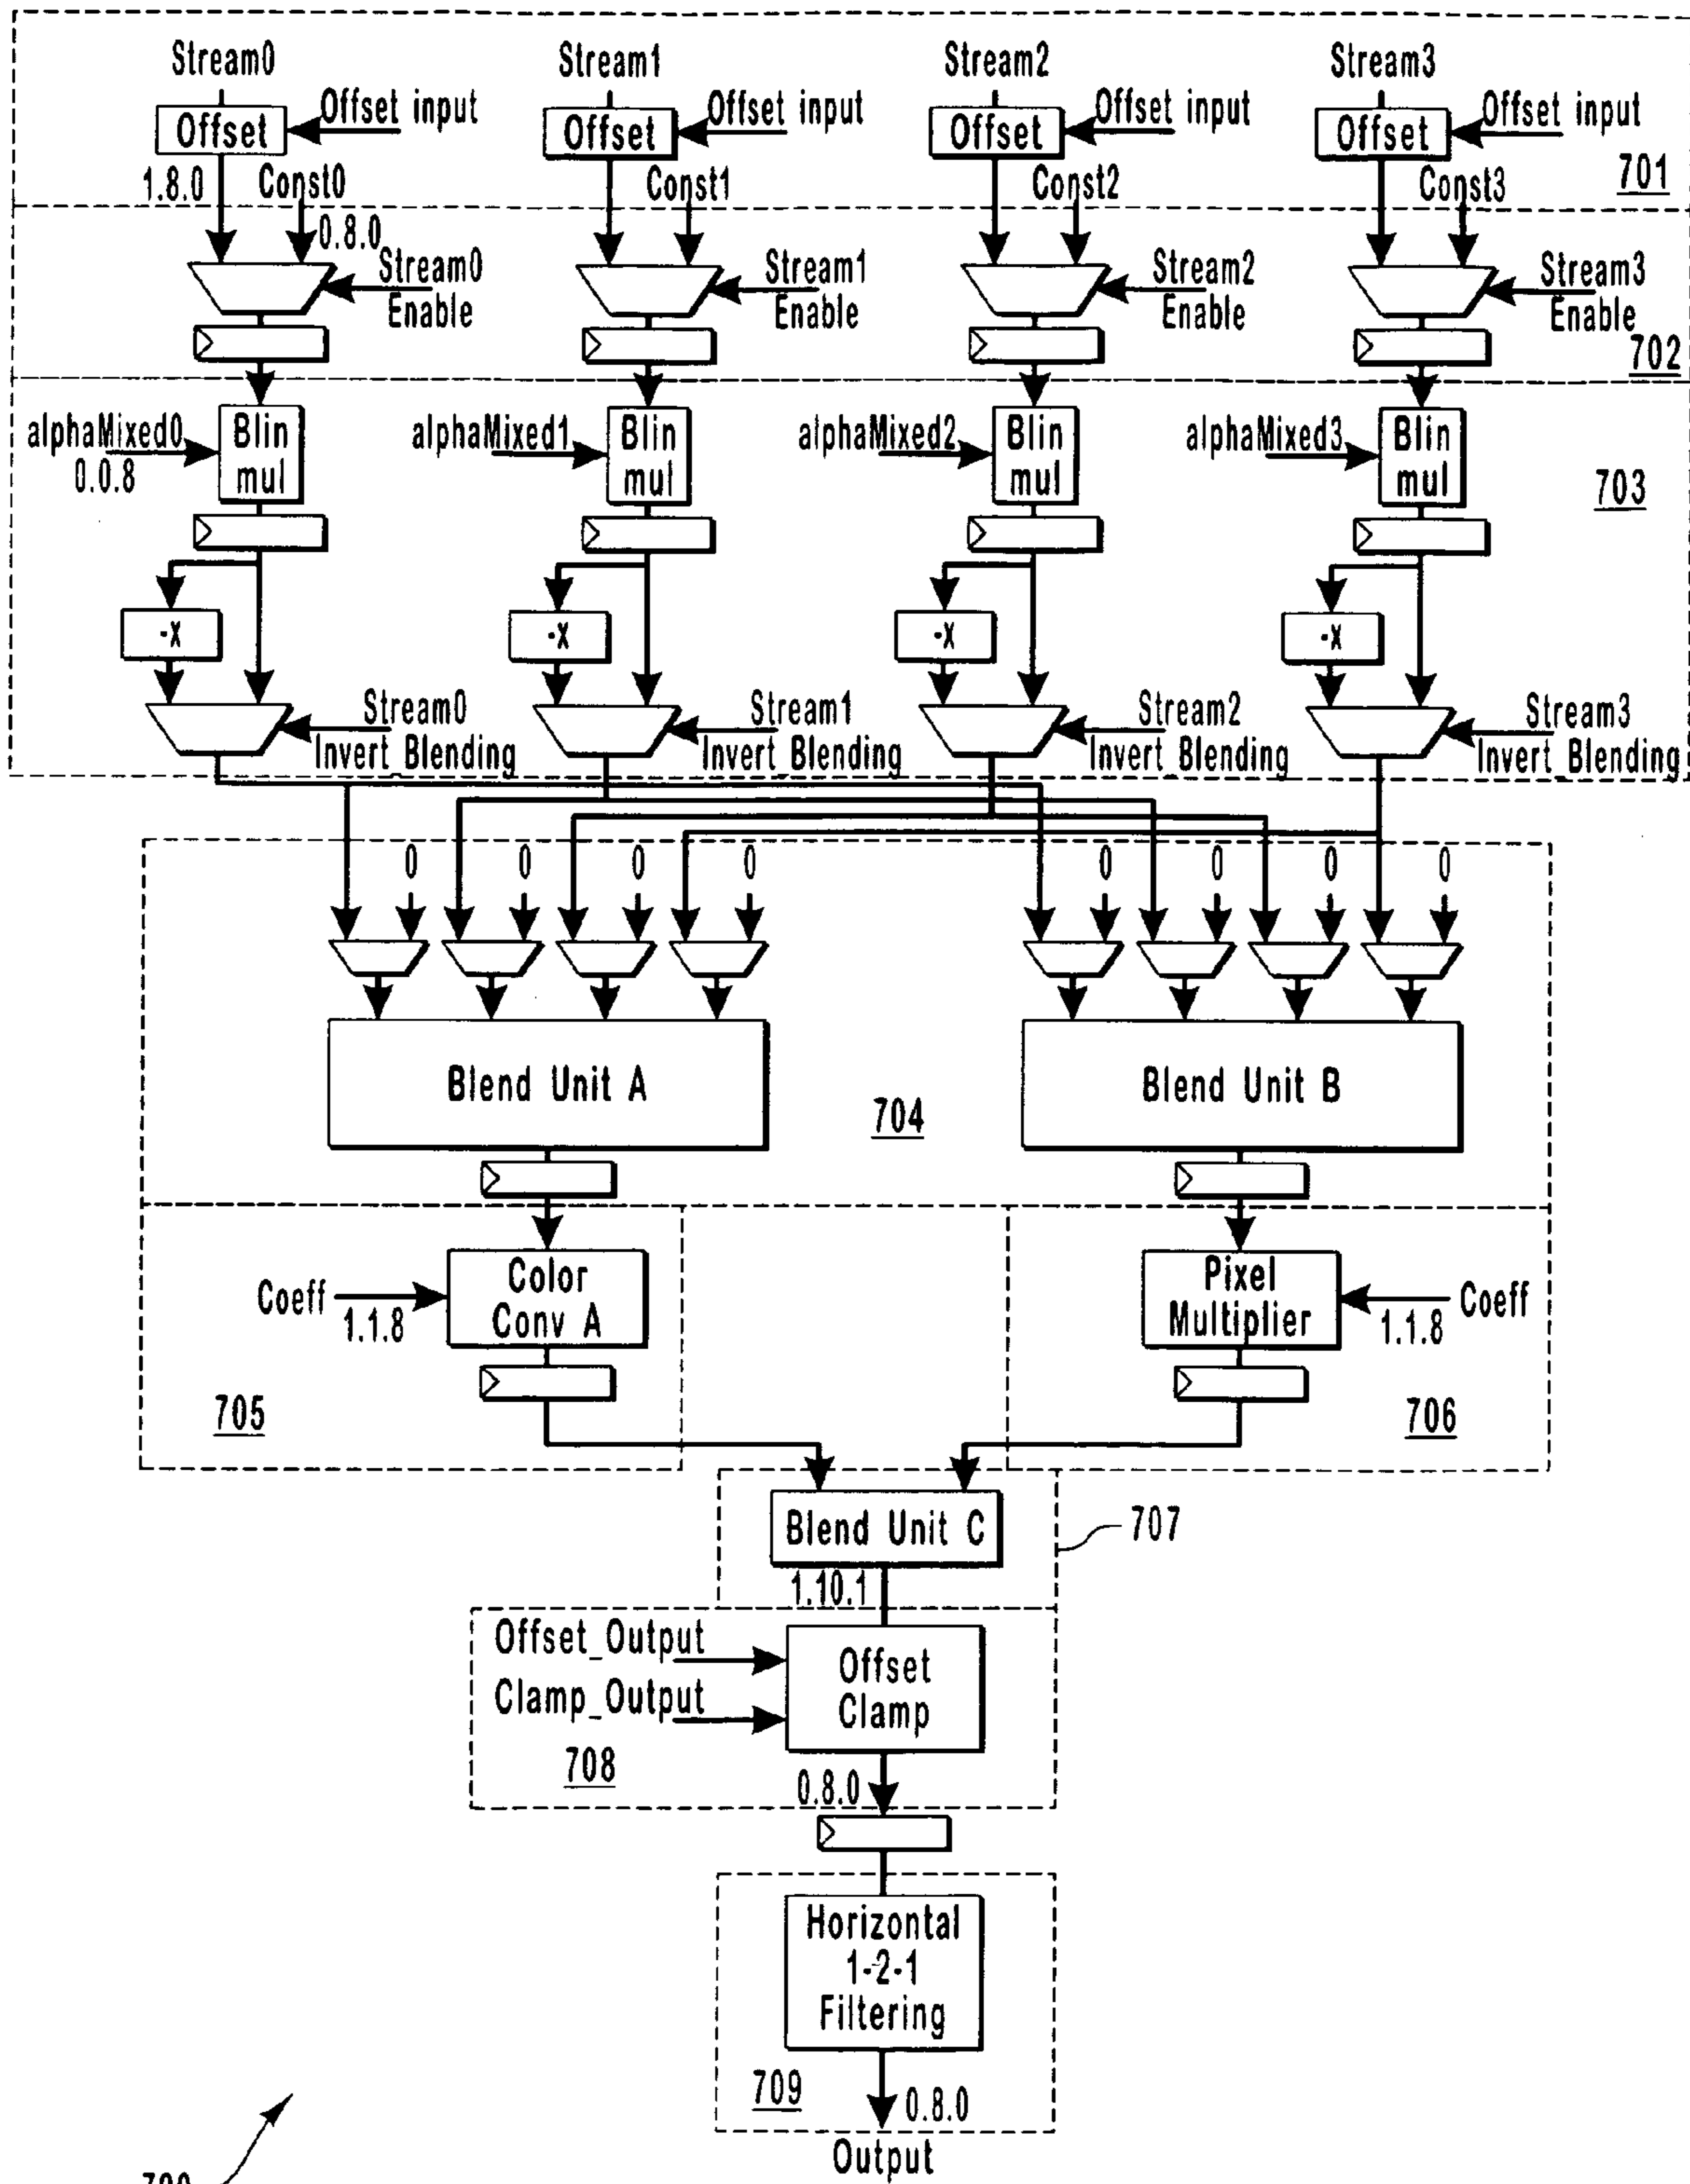 Stream0 Stream1 Stream2 Stream3
Offset Offset input Offset Offset input Offset Offset input Offset Offset input
1.8.0 Const0 Const1 Const2 Const3 701
0.8.0
Stream0 Enable Stream1 Enable Stream2 Enable Stream3 Enable
702
alphaMixed0 Blin mul alphaMixed1 Blin mul alphaMixed2 Blin mul alphaMixed3 Blin mul
0.0.8
703
-x -x -x -x
Stream0 Stream1 Stream2 Stream3
Invert_Blending Invert_Blending Invert_Blending Invert_Blending
0 0 0 0 0 0 0 0
Blend Unit A Blend Unit B
704
Coeff 1.1.8 Color Conv A Pixel Multiplier 1.1.8 Coeff
705 706
Blend Unit C 707
1.10.1
Offset_Output
Clamp_Output
Offset Clamp
708
0.8.0
Horizontal
1-2-1
Filtering
709
0.8.0
Output